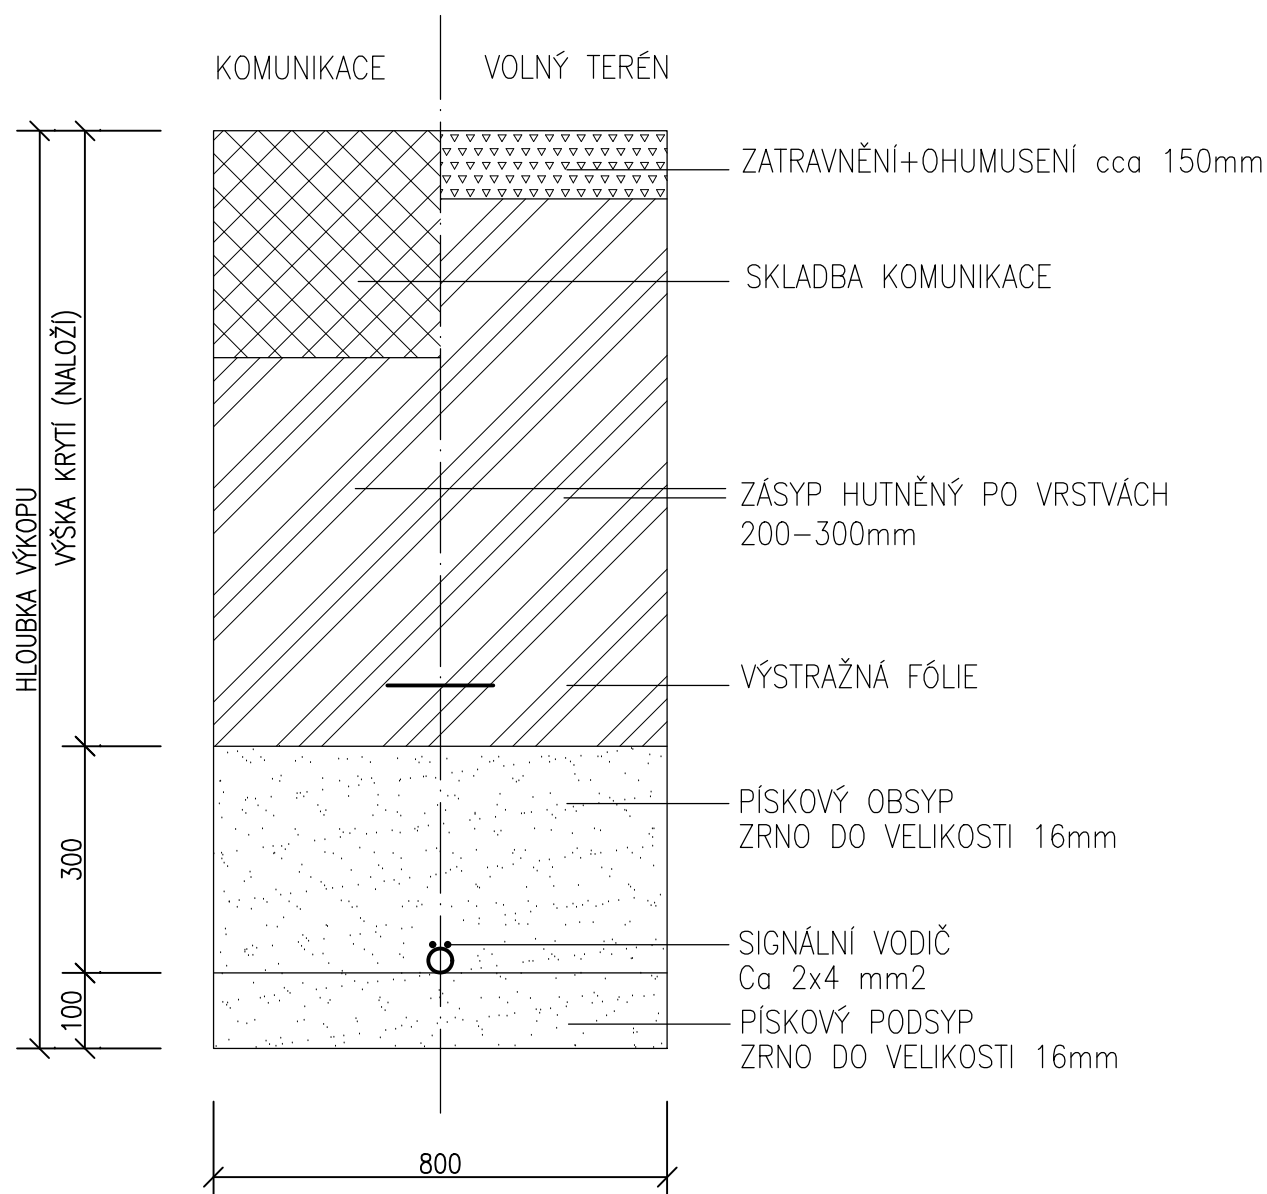 KOMUNIKACE
VOLNÝ TERÉN
ZATRAVNĚNÍ+OHUMUSENÍ cca 150mm
SKLADBA KOMUNIKACE
ZÁSYP HUTNĚNÝ PO VRSTVÁCH
200-300mm
VÝSTRAŽNÁ FÓLIE
PÍSKOVÝ OBSYP
ZRNO DO VELIKOSTI 16mm
SIGNÁLNÍ VODIČ
Ca 2x4 mm2
PÍSKOVÝ PODSYP
ZRNO DO VELIKOSTI 16mm
HLOUBKA VÝKOPU
VÝŠKA KRYTÍ (NALOŽÍ)
300
100
800